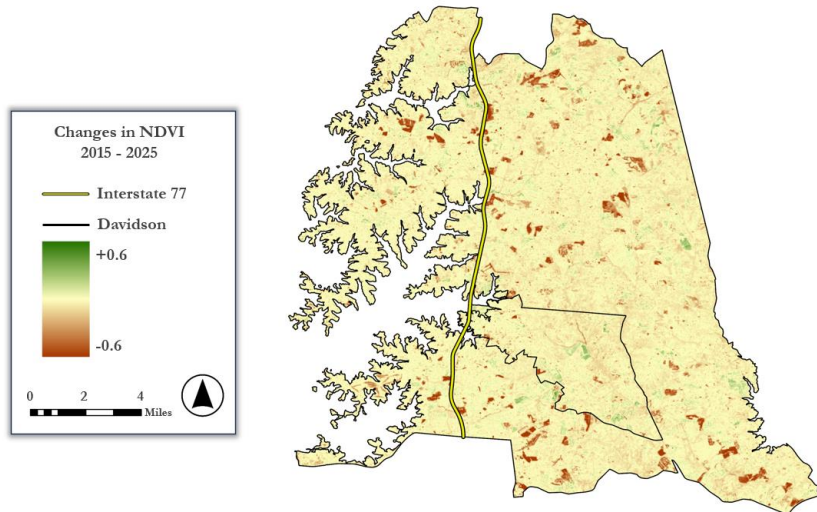 Changes in NDVI
2015 - 2025
Interstate 77
Davidson
+0.6
-0.6
0 2 4 Miles